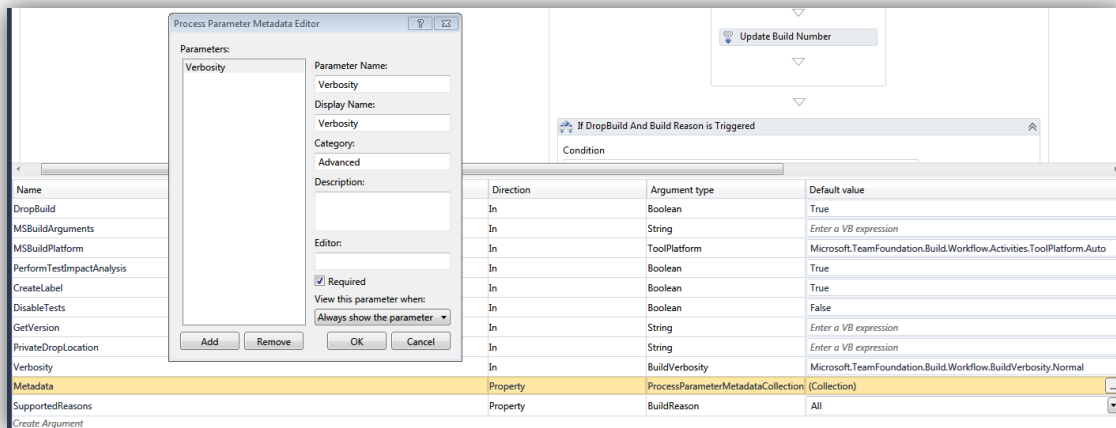 Process Parameter Metadata Editor
Parameters:
Verbosity
Parameter Name:
Verbosity
Display Name:
Verbosity
Category:
Advanced
Description:
Editor:
Required
View this parameter when:
Always show the parameter
Add Remove OK Cancel
Update Build Number
If DropBuild And Build Reason is Triggered
Condition
Name Direction Argument type Default value
DropBuild In Boolean True
MSBuildArguments In String Enter a VB expression
MSBuildPlatform In ToolPlatform Microsoft.TeamFoundation.Build.Workflow.Activities.ToolPlatform.Auto
PerformTestImpactAnalysis In Boolean True
CreateLabel In Boolean True
DisableTests In Boolean False
GetVersion In String Enter a VB expression
PrivateDropLocation In String Enter a VB expression
Verbosity In BuildVerbosity Microsoft.TeamFoundation.Build.Workflow.BuildVerbosity.Normal
Metadata Property ProcessParameterMetadataCollection (Collection) ...
SupportedReasons Property BuildReason All
Create Argument